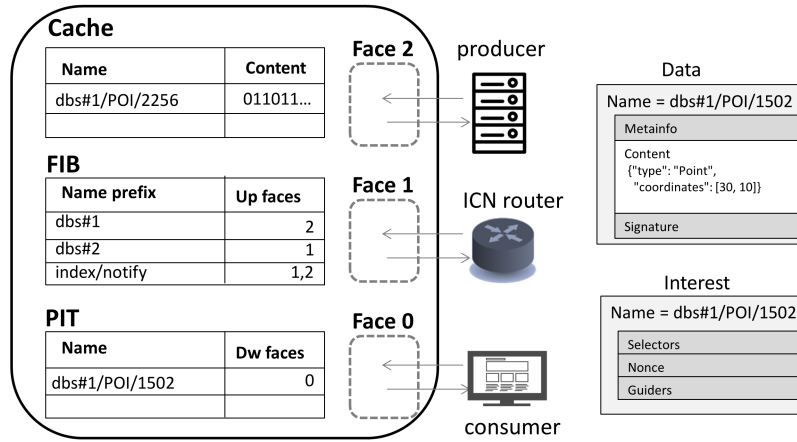 Cache
Name Content
dbs#1/POI/2256 011011...
FIB
Name prefix Up faces
dbs#1 2
dbs#2 1
index/notify 1,2
PIT
Name Dw faces
dbs#1/POI/1502 0
Face 2
Face 1
Face 0
producer
ICN router
consumer
Data
Name = dbs#1/POI/1502
Metainfo
Content
{"type": "Point",
"coordinates": [30, 10]}
Signature
Interest
Name = dbs#1/POI/1502
Selectors
Nonce
Guiders